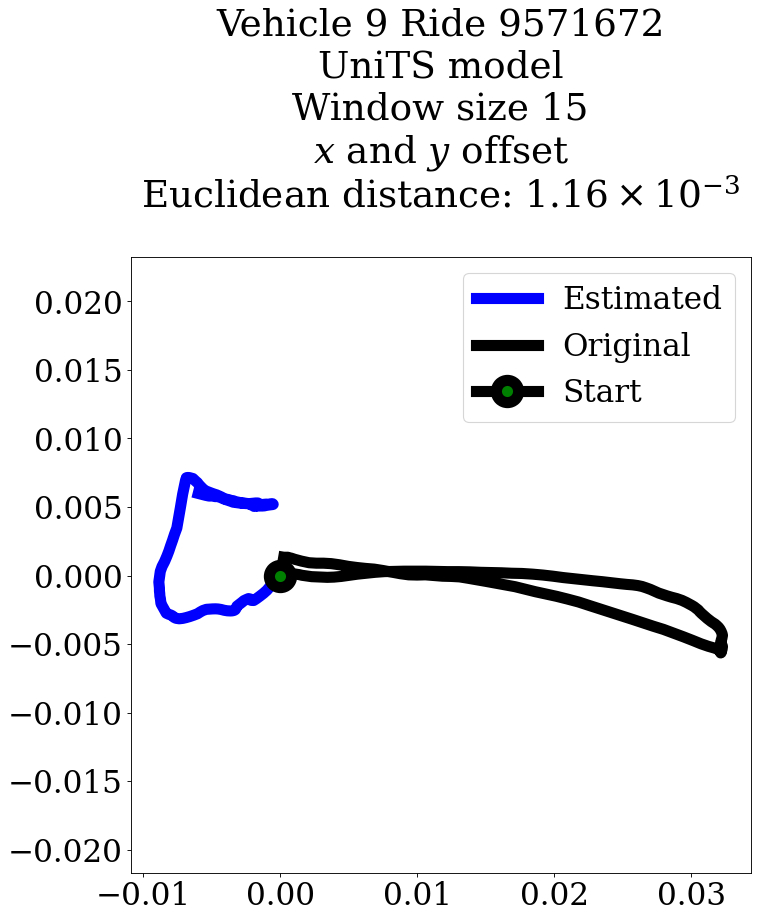 Vehicle 9 Ride 9571672
UniTS model
Window size 15
x and y offset
Euclidean distance: 1.16 × 10⁻³
Estimated
Original
Start
0.020
0.015
0.010
0.005
0.000
−0.005
−0.010
−0.015
−0.020
−0.01 0.00 0.01 0.02 0.03